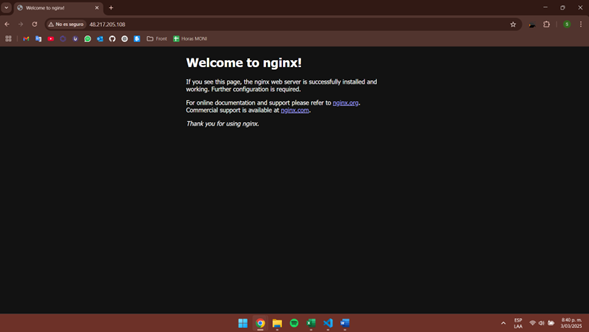 Welcome to nginx!
No es seguro 48.217.205.108
Front
Horas MONI
Welcome to nginx!
If you see this page, the nginx web server is successfully installed and
working. Further configuration is required.
For online documentation and support please refer to nginx.org.
Commercial support is available at nginx.com.
Thank you for using nginx.
ESP
LAA
8:40 p. m.
3/03/2025